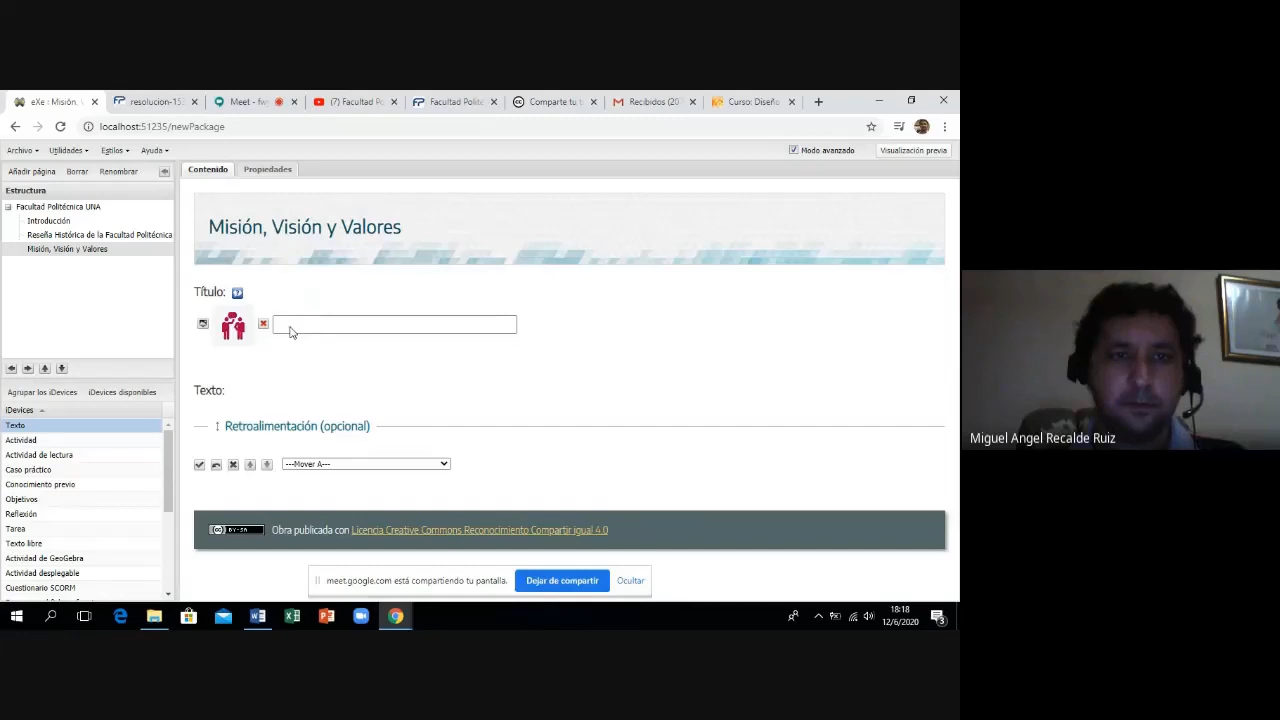 eXe : Misión, V
resolucion-15
Meet - fw
(7) Facultad Po
Facultad Polite
Comparte tu t
Recibidos (20
Curso: Diseño
localhost:51235/newPackage
Archivo Utilidades Estilos Ayuda
Modo avanzado
Visualización previa
Añadir página Borrar Renombrar
Contenido Propiedades
Estructura
Facultad Politécnica UNA
Introducción
Reseña Histórica de la Facultad Politécnica
Misión, Visión y Valores
Misión, Visión y Valores
Título:
Texto:
Retroalimentación (opcional)
---Mover A---
Agrupar los iDevices iDevices disponibles
iDevices
Texto
Actividad
Actividad de lectura
Caso práctico
Conocimiento previo
Objetivos
Reflexión
Tarea
Texto libre
Actividad de GeoGebra
Actividad desplegable
Cuestionario SCORM
BY-SA Obra publicada con Licencia Creative Commons Reconocimiento Compartir igual 4.0
meet.google.com está compartiendo tu pantalla. Dejar de compartir Ocultar
18:18
12/6/2020
3
Miguel Angel Recalde Ruiz